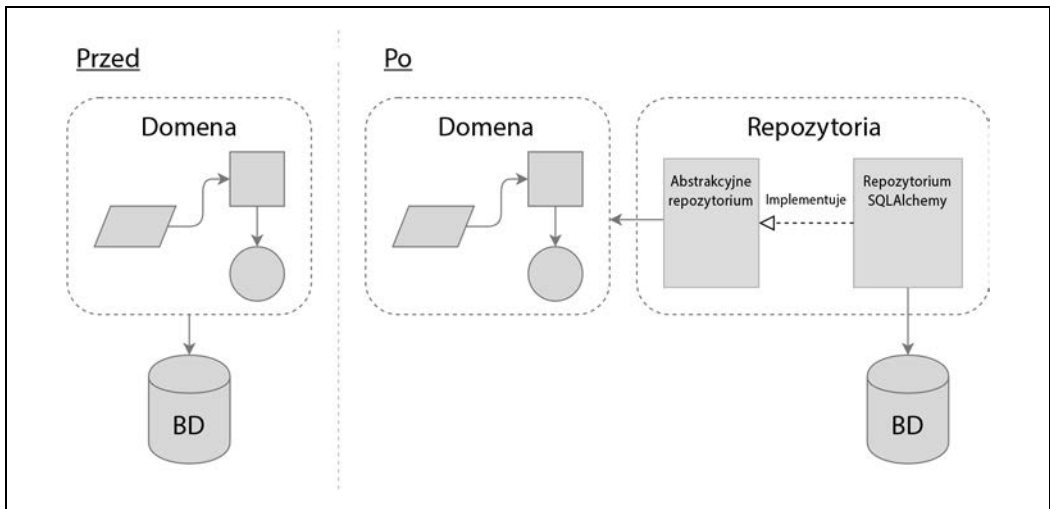 Przed
Domena
BD
Po
Domena
Repozytoria
Abstrakcyjne
repozytorium
Implementuje
Repozytorium
SQLAlchemy
BD